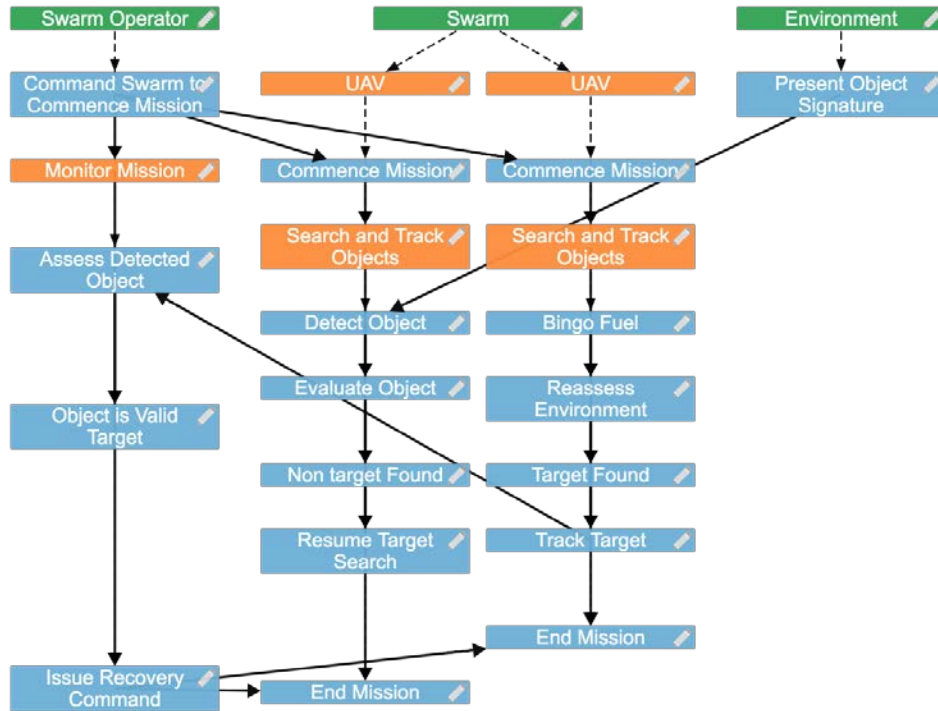 Swarm Operator
Swarm
Environment
Command Swarm to
Commence Mission
UAV
UAV
Present Object
Signature
Monitor Mission
Commence Mission
Commence Mission
Assess Detected
Object
Search and Track
Objects
Search and Track
Objects
Detect Object
Bingo Fuel
Evaluate Object
Reassess
Environment
Object is Valid
Target
Non target Found
Target Found
Resume Target
Search
Track Target
End Mission
Issue Recovery
Command
End Mission